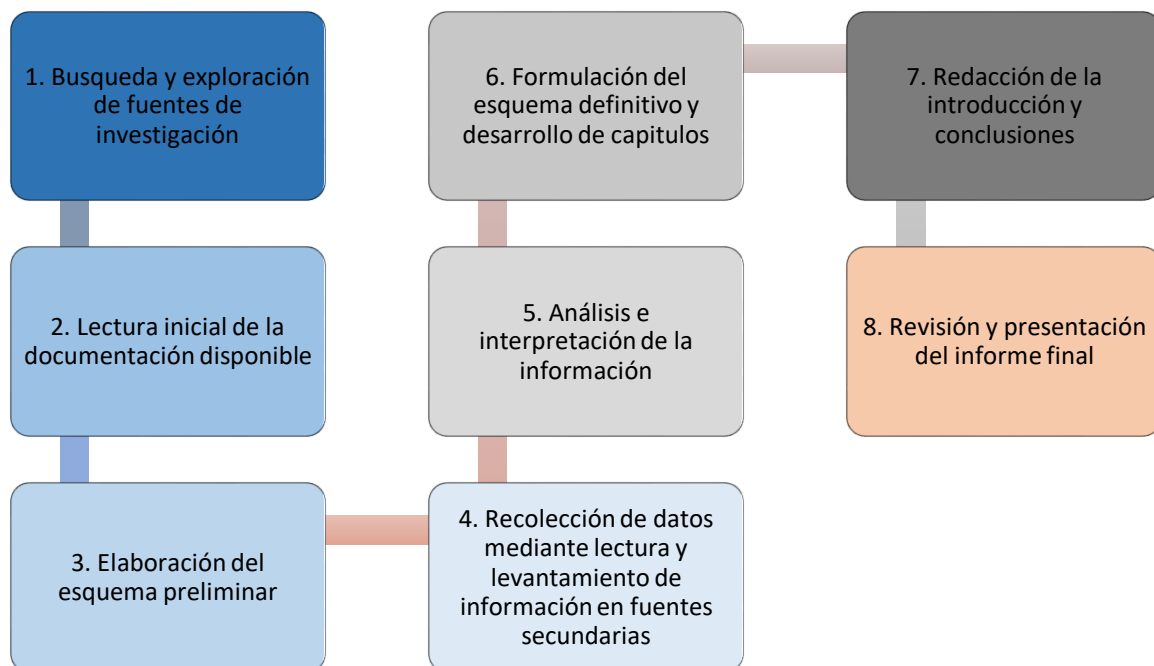 1. Busqueda y exploración
de fuentes de
investigación
2. Lectura inicial de la
documentación disponible
3. Elaboración del
esquema preliminar
4. Recolección de datos
mediante lectura y
levantamiento de
información en fuentes
secundarias
5. Análisis e
interpretación de la
información
6. Formulación del
esquema definitivo y
desarrollo de capitulos
7. Redacción de la
introducción y
conclusiones
8. Revisión y presentación
del informe final